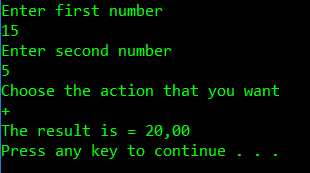 Enter first number
15
Enter second number
5
Choose the action that you want
+
The result is = 20,00
Press any key to continue . . .